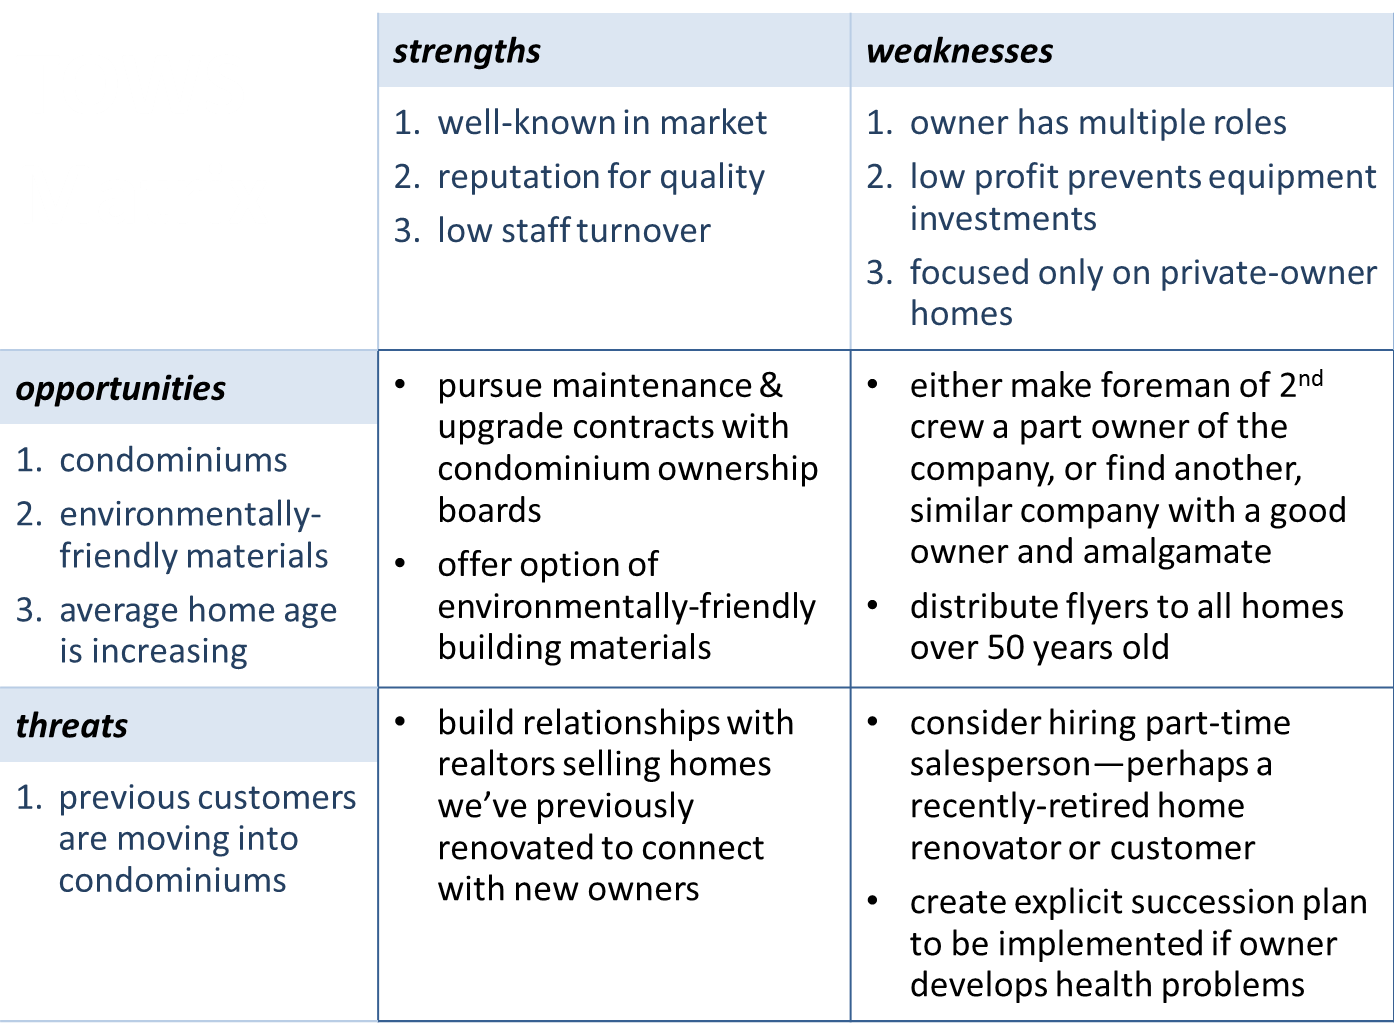 strengths
1. well-known in market
2. reputation for quality
3. low staff turnover
weaknesses
1. owner has multiple roles
2. low profit prevents equipment
investments
3. focused only on private-owner
homes
opportunities
1. condominiums
2. environmentally-
friendly materials
3. average home age
is increasing
• pursue maintenance &
upgrade contracts with
condominium ownership
boards
• offer option of
environmentally-friendly
building materials
• either make foreman of 2nd
crew a part owner of the
company, or find another,
similar company with a good
owner and amalgamate
• distribute flyers to all homes
over 50 years old
threats
1. previous customers
are moving into
condominiums
• build relationships with
realtors selling homes
we’ve previously
renovated to connect
with new owners
• consider hiring part-time
salesperson—perhaps a
recently-retired home
renovator or customer
• create explicit succession plan
to be implemented if owner
develops health problems